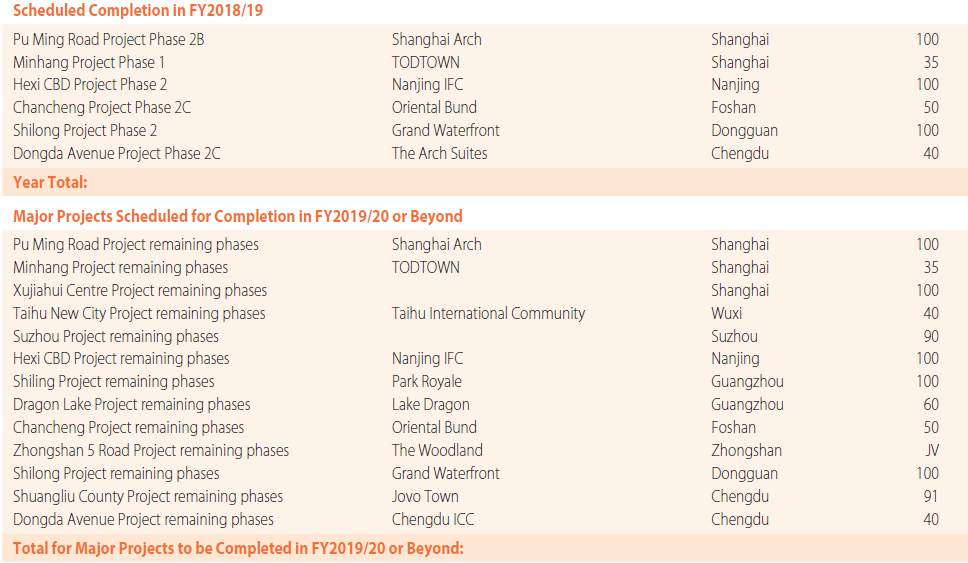 Scheduled Completion in FY2018/19
Pu Ming Road Project Phase 2B Shanghai Arch Shanghai 100
Minhang Project Phase 1 TODTOWN Shanghai 35
Hexi CBD Project Phase 2 Nanjing IFC Nanjing 100
Chancheng Project Phase 2C Oriental Bund Foshan 50
Shilong Project Phase 2 Grand Waterfront Dongguan 100
Dongda Avenue Project Phase 2C The Arch Suites Chengdu 40
Year Total:
Major Projects Scheduled for Completion in FY2019/20 or Beyond
Pu Ming Road Project remaining phases Shanghai Arch Shanghai 100
Minhang Project remaining phases TODTOWN Shanghai 35
Xujiahui Centre Project remaining phases Shanghai 100
Taihu New City Project remaining phases Taihu International Community Wuxi 40
Suzhou Project remaining phases Suzhou 90
Hexi CBD Project remaining phases Nanjing IFC Nanjing 100
Shiling Project remaining phases Park Royale Guangzhou 100
Dragon Lake Project remaining phases Lake Dragon Guangzhou 60
Chancheng Project remaining phases Oriental Bund Foshan 50
Zhongshan 5 Road Project remaining phases The Woodland Zhongshan JV
Shilong Project remaining phases Grand Waterfront Dongguan 100
Shuangliu County Project remaining phases Jovo Town Chengdu 91
Dongda Avenue Project remaining phases Chengdu ICC Chengdu 40
Total for Major Projects to be Completed in FY2019/20 or Beyond: